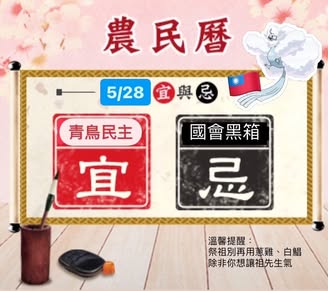 農民曆
5/28 宜與忌
青鳥民主 國會黑箱
宜 忌
溫馨提醒：
祭祖別再用蔥雞、白鯧
除非你想讓祖先生氣